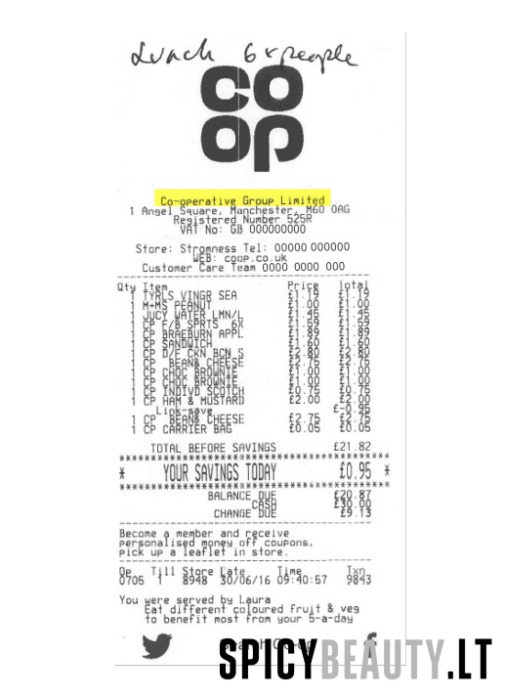 Lunch 6 x people
CO
OP
Co-operative Group Limited
1 Angel Square, Manchester, M60 0AG
Registered Number 525R
VAT No: GB 000000000
Store: Stromness Tel: 00000 000000
WEB: coop.co.uk
Customer Care Team 0000 0000 000
Qty Item Price Total
1 TYRLS VINGR SEA £1.19 £1.19
1 M+MS PEANUT £1.00 £1.00
1 JUCY WATER LMN/L £1.45 £1.45
1 CP F/B SPRTS 6X £1.59 £1.59
1 CP BRAEBURN APPL £1.89 £1.89
1 CP SANDWICH £1.60 £1.60
1 CP D/F CKN BCN S £2.80 £2.80
1 CP BEAN& CHEESE £2.75 £2.75
1 CP CHOC BROWNIE £1.00 £1.00
1 CP CHOC BROWNIE £1.00 £1.00
1 CP INDIVD SCOTCH £0.75 £0.75
1 CP HAM & MUSTARD £2.00 £2.00
Link-save £-0.95
1 CP BEAN& CHEESE £2.75 £2.75
1 CP CARRIER BAG £0.05 £0.05
TOTAL BEFORE SAVINGS £21.82
* YOUR SAVINGS TODAY £0.95 *
BALANCE DUE £20.87
CASH £30.00
CHANGE DUE £9.13
Become a member and receive
personalised money off coupons,
pick up a leaflet in store.
Op Till Store Date Time Txn
0705 1 8948 30/06/16 09:40:57 9843
You were served by Laura
Eat different coloured fruit & veg
to benefit most from your 5-a-day
SPICYBEAUTY.LT